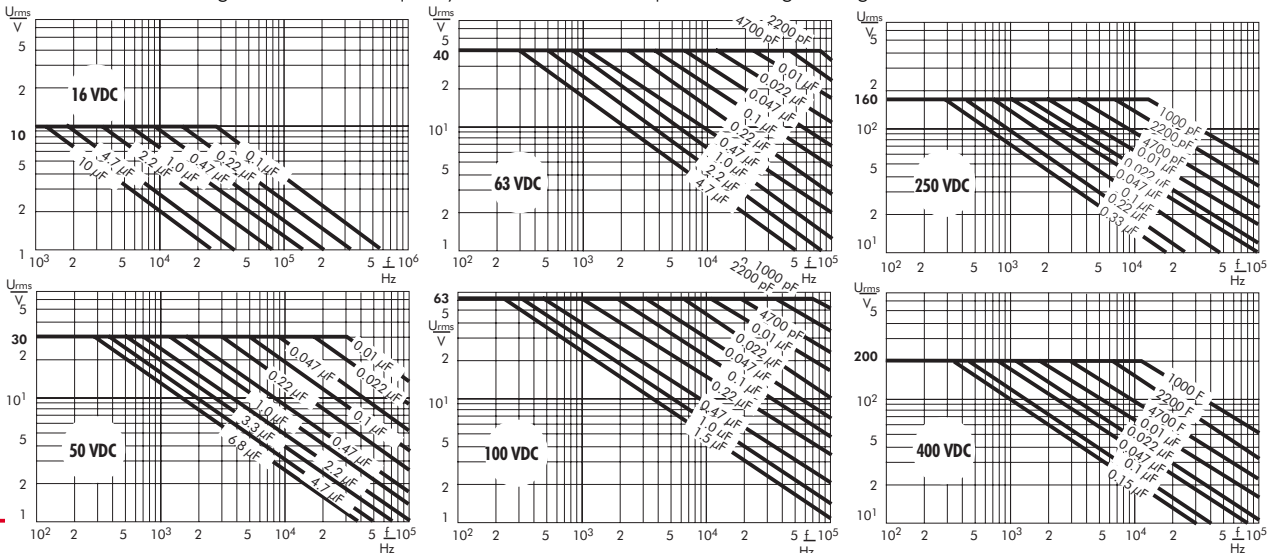 Urms
V
5
2
16 VDC
10
5
2
1
10 µF
4.7 µF
2.2 µF
1.0 µF
0.47 µF
0.22 µF
0.1 µF
10³ 2 5 10⁴ 2 5 10⁵ 2 5 f 10⁶
Hz
Urms
V
5
40
10¹
5
2
1
63 VDC
4700 pF
2200 pF
0.01 µF
0.022 µF
0.047 µF
0.1 µF
0.22 µF
0.47 µF
1.0 µF
2.2 µF
4.7 µF
10² 2 5 10³ 2 5 10⁴ 2 5 f 10⁵
Hz
Urms
V
5
2
160
10²
5
2
10¹
250 VDC
1000 pF
2200 pF
4700 pF
0.01 µF
0.022 µF
0.047 µF
0.1 µF
0.22 µF
0.33 µF
10² 2 5 10³ 2 5 10⁴ 2 5 f 10⁵
Hz
Urms
V
5
30
2
10¹
5
2
1
50 VDC
0.01 µF
0.022 µF
0.047 µF
0.1 µF
0.22 µF
0.47 µF
1.0 µF
2.2 µF
3.3 µF
4.7 µF
6.8 µF
10² 2 5 10³ 2 5 10⁴ 2 5 f 10⁵
Hz
63
5
Urms
V
2
10¹
5
2
1
100 VDC
1000 pF
2200 pF
4700 pF
0.01 µF
0.022 µF
0.047 µF
0.1 µF
0.22 µF
0.47 µF
1.0 µF
1.5 µF
10² 2 5 10³ 2 5 10⁴ 2 5 f 10⁵
Hz
Urms
V
5
200
10²
5
2
10¹
400 VDC
1000 F
2200 F
4700 F
0.01 µF
0.022 µF
0.047 µF
0.1 µF
0.15 µF
10² 2 5 10³ 2 5 10⁴ 2 5 f 10⁵
Hz